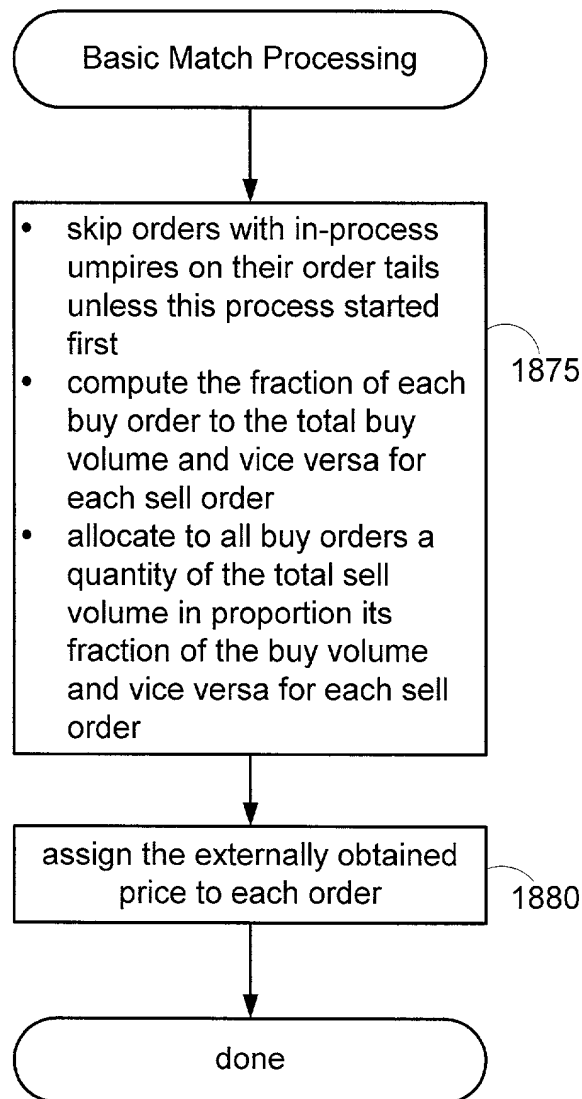 Basic Match Processing
• skip orders with in-process
umpires on their order tails
unless this process started
first
• compute the fraction of each
buy order to the total buy
volume and vice versa for
each sell order
• allocate to all buy orders a
quantity of the total sell
volume in proportion its
fraction of the buy volume
and vice versa for each sell
order
1875
assign the externally obtained
price to each order
1880
done